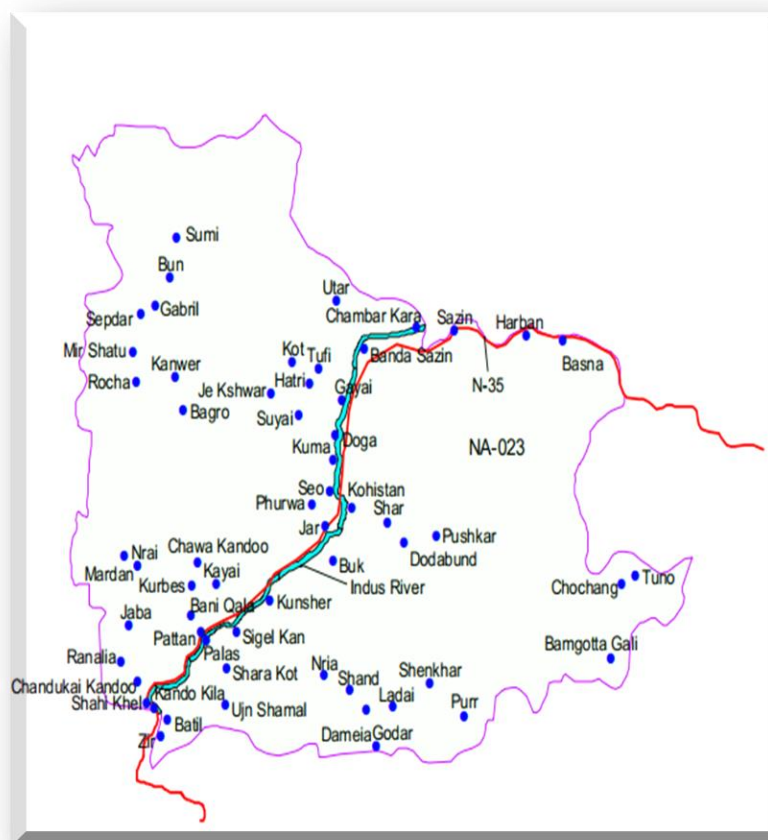 Sumi
Bun
Gabril
Sepdar
Utar
Chambar Kara
Sazin
Harban
Mir Shatu
Kanwer
Kot
Tufi
Banda Sazin
Basna
Rocha
Hatri
Je Kshwar
Gayai
N-35
Bagro
Suyai
Kuma
Doga
NA-023
Seo
Kohistan
Phurwa
Shar
Jar
Pushkar
Dodabund
Nrai
Chawa Kandoo
Mardan
Kayai
Buk
Kurbes
Indus River
Chochang
Tuno
Jaba
Bani Qala
Kunsher
Pattan
Sigel Kan
Bamgotta Gali
Ranalia
Palas
Shara Kot
Nria
Shand
Shenkhar
Chandukai Kandoo
Kando Kila
Shahi Khel
Ujn Shamal
Ladai
Purr
Batil
Zir
Dameia
Godar